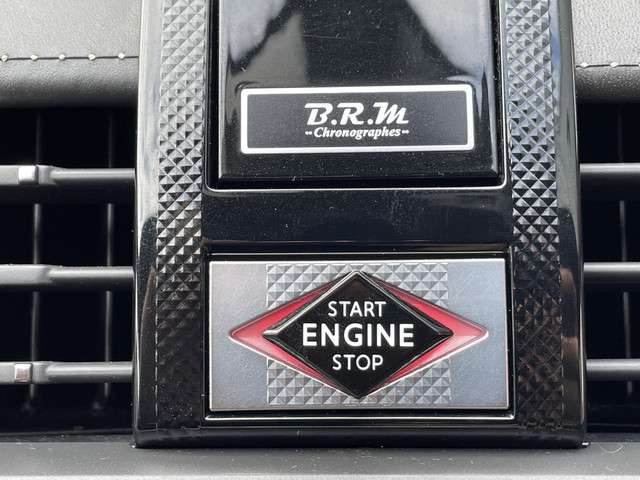 B.R.M
Chronographes
START
ENGINE
STOP